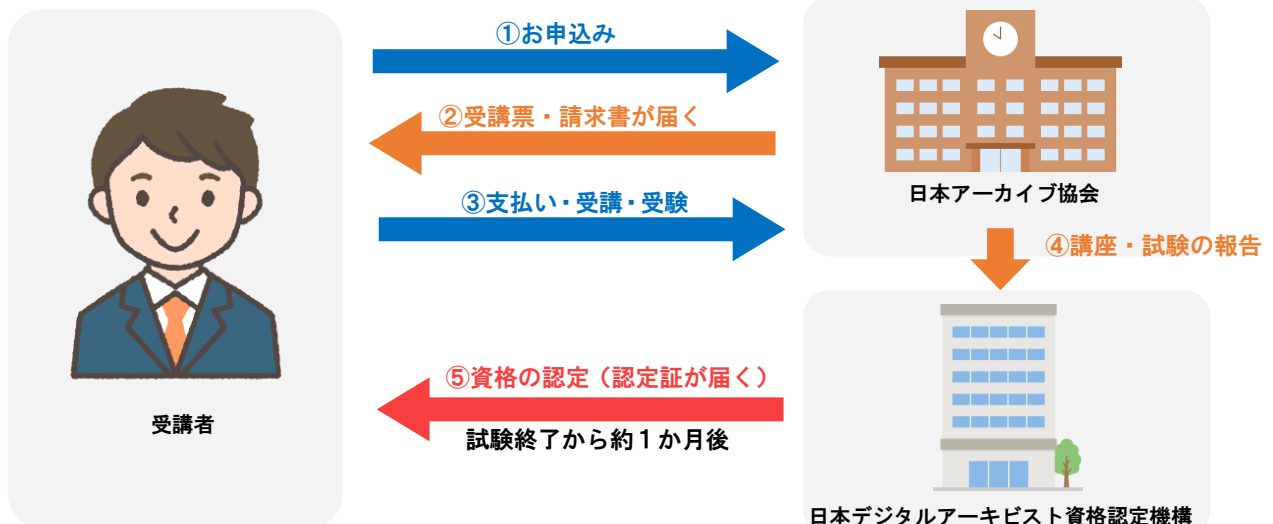 ①お申込み
②受講票・請求書が届く
日本アーカイブ協会
③支払い・受講・受験
④講座・試験の報告
⑤資格の認定（認定証が届く）
受講者
試験終了から約１か月後
日本デジタルアーキビスト資格認定機構